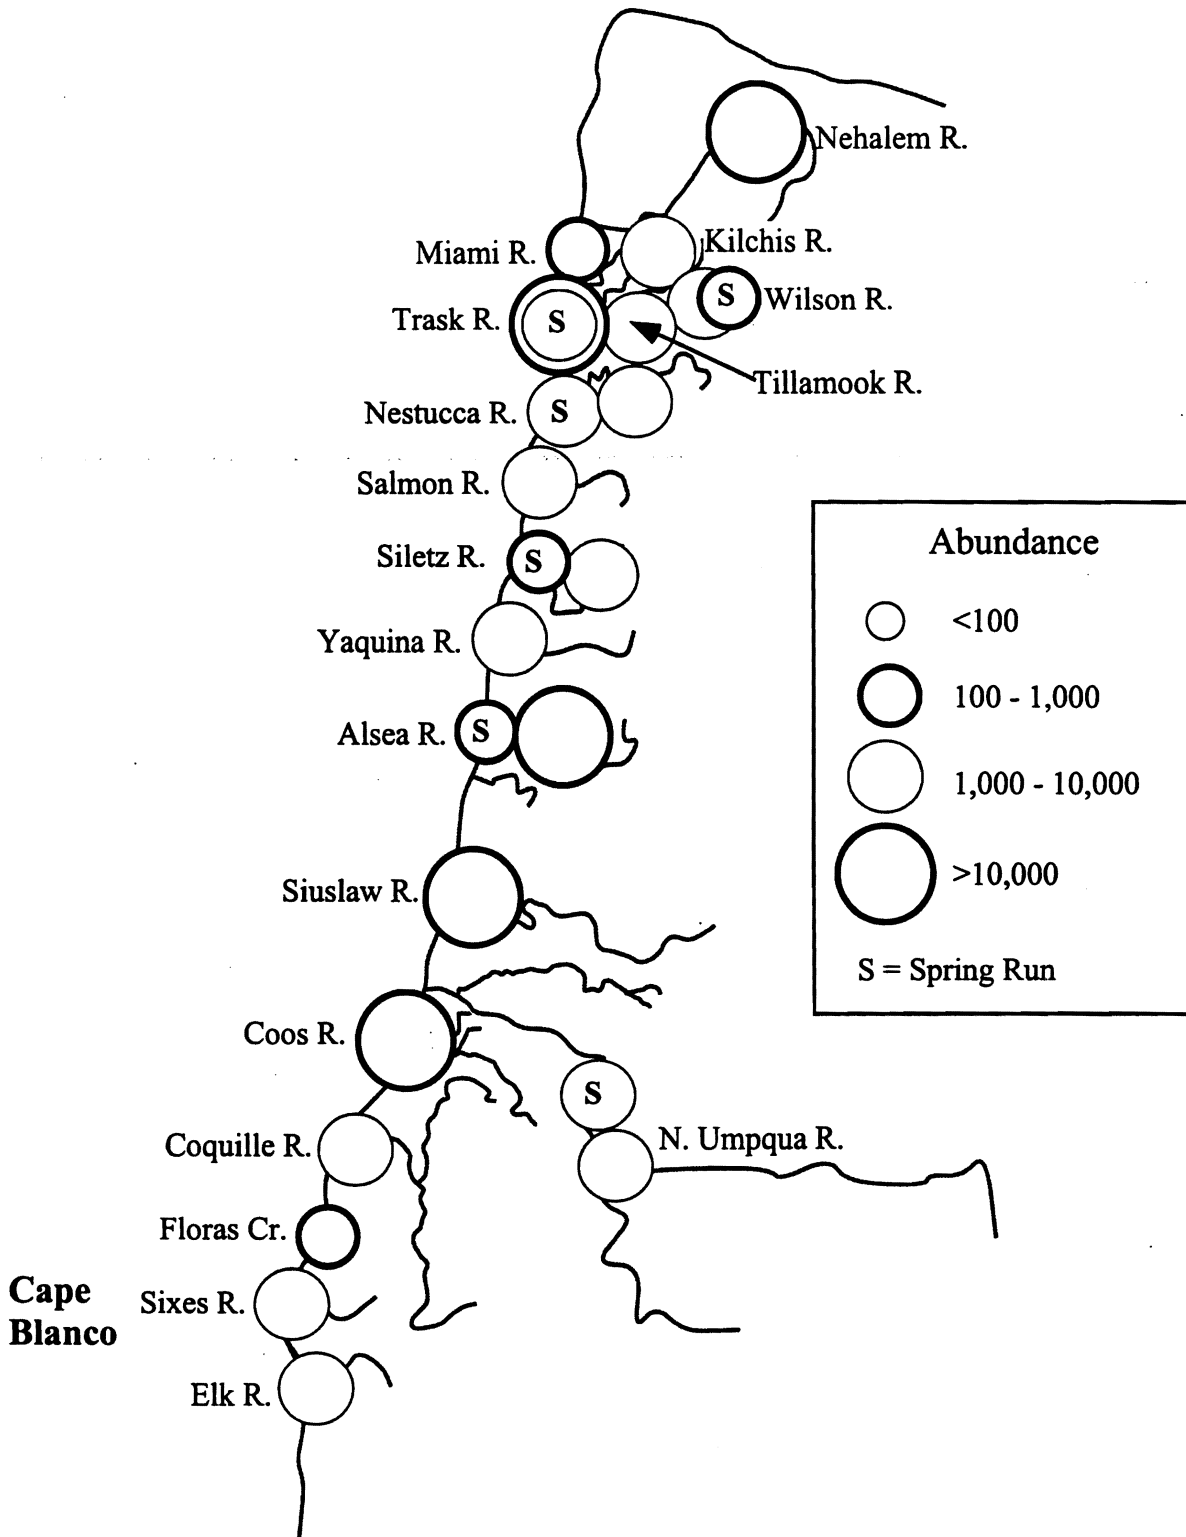 Nehalem R.
Miami R.
Kilchis R.
S
Wilson R.
Trask R.
S
Tillamook R.
Nestucca R.
S
Salmon R.
Siletz R.
S
Yaquina R.
Alsea R.
S
Siuslaw R.
Coos R.
S
N. Umpqua R.
Coquille R.
Floras Cr.
Cape
Blanco
Sixes R.
Elk R.
Abundance
<100
100 - 1,000
1,000 - 10,000
>10,000
S = Spring Run